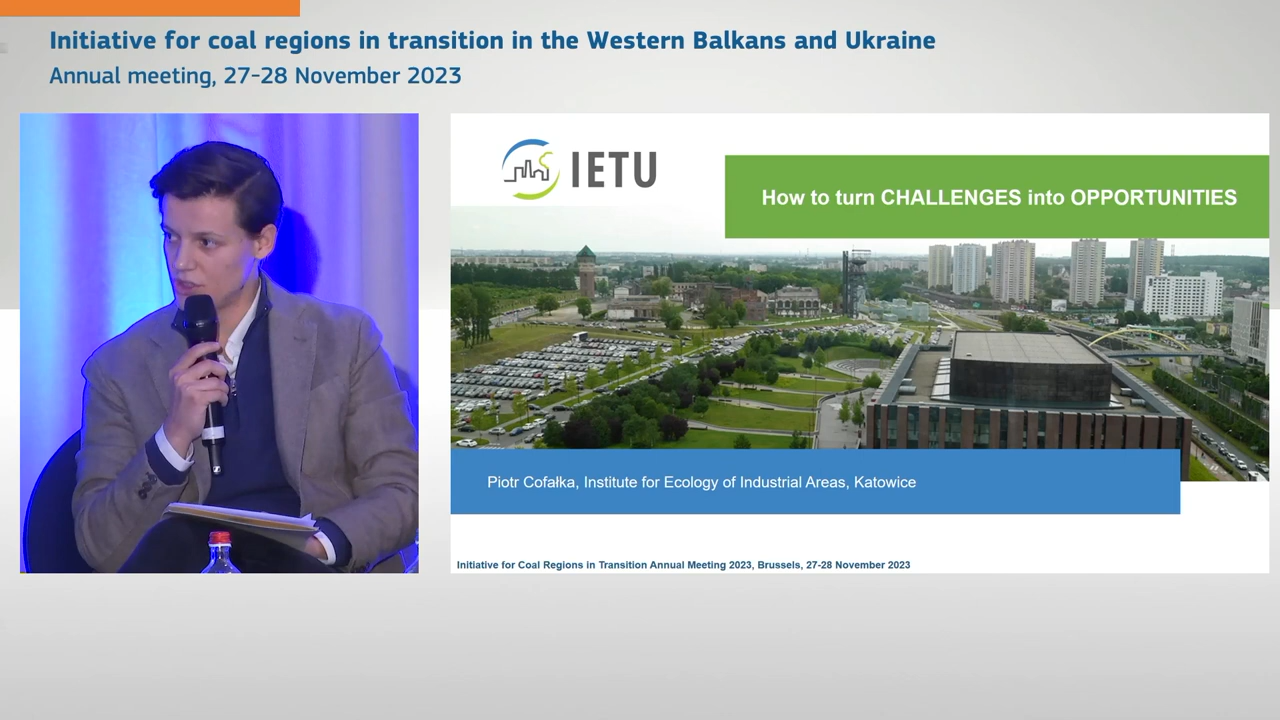 Initiative for coal regions in transition in the Western Balkans and Ukraine
Annual meeting, 27-28 November 2023
IETU
How to turn CHALLENGES into OPPORTUNITIES
Piotr Cofałka, Institute for Ecology of Industrial Areas, Katowice
Initiative for Coal Regions in Transition Annual Meeting 2023, Brussels, 27-28 November 2023